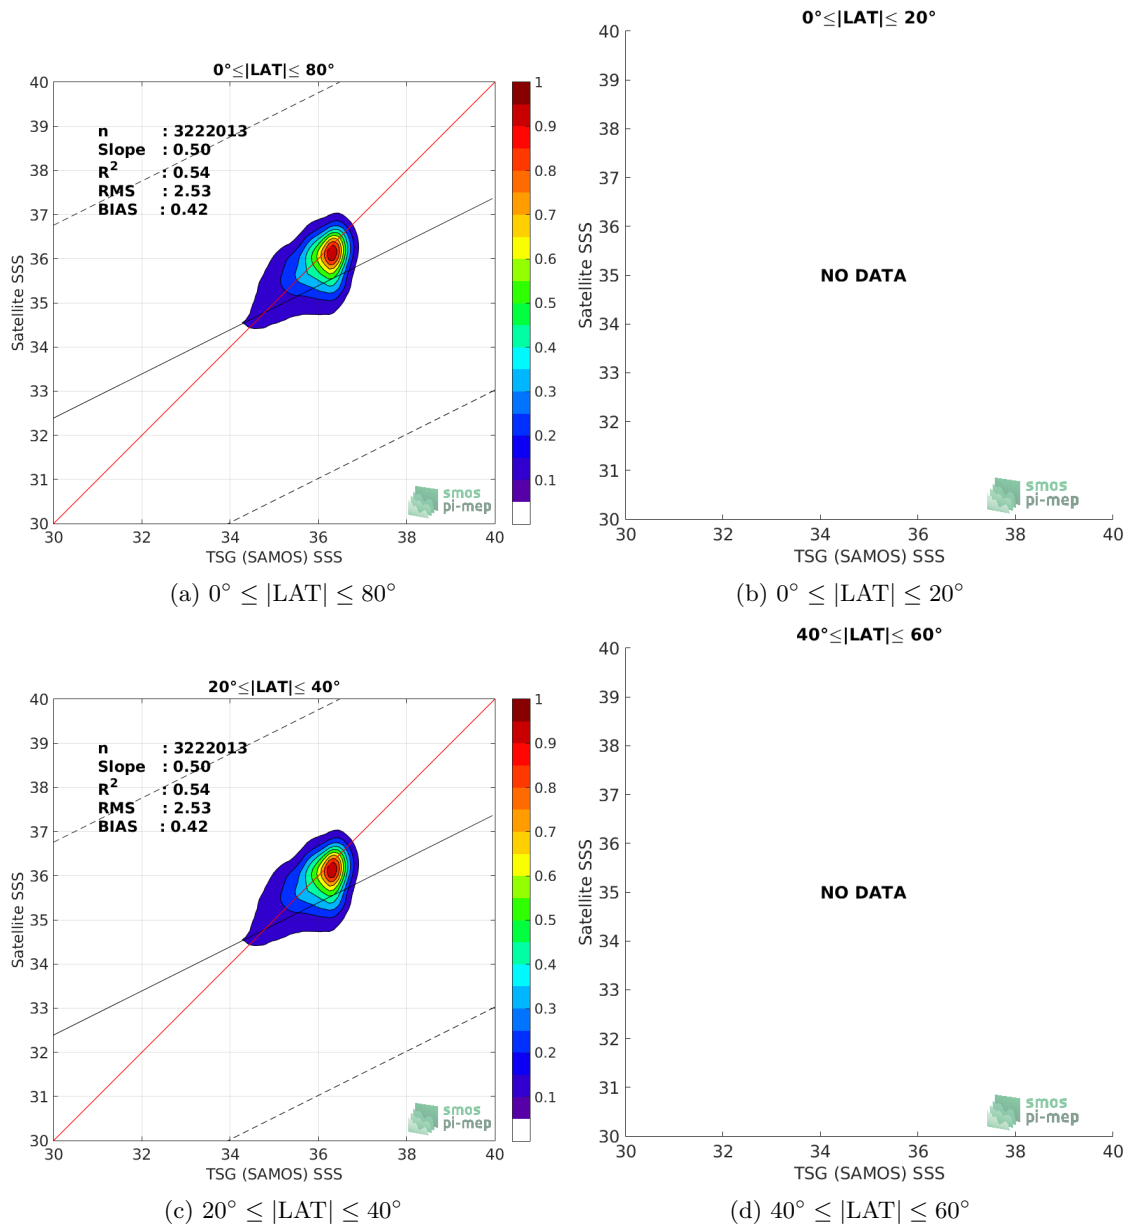 0°≤|LAT|≤ 80°
40
39
38
37
36
35
34
33
32
31
30
30 32 34 36 38 40
n : 3222013
Slope : 0.50
R2 : 0.54
RMS : 2.53
BIAS : 0.42
Satellite SSS
TSG (SAMOS) SSS
1
0.9
0.8
0.7
0.6
0.5
0.4
0.3
0.2
0.1
smos
pi-mep
(a) 0° ≤ |LAT| ≤ 80°
0°≤|LAT|≤ 20°
40
39
38
37
36
35
34
33
32
31
30
30 32 34 36 38 40
NO DATA
Satellite SSS
TSG (SAMOS) SSS
smos
pi-mep
(b) 0° ≤ |LAT| ≤ 20°
20°≤|LAT|≤ 40°
40
39
38
37
36
35
34
33
32
31
30
30 32 34 36 38 40
n : 3222013
Slope : 0.50
R2 : 0.54
RMS : 2.53
BIAS : 0.42
Satellite SSS
TSG (SAMOS) SSS
1
0.9
0.8
0.7
0.6
0.5
0.4
0.3
0.2
0.1
smos
pi-mep
(c) 20° ≤ |LAT| ≤ 40°
40°≤|LAT|≤ 60°
40
39
38
37
36
35
34
33
32
31
30
30 32 34 36 38 40
NO DATA
Satellite SSS
TSG (SAMOS) SSS
smos
pi-mep
(d) 40° ≤ |LAT| ≤ 60°